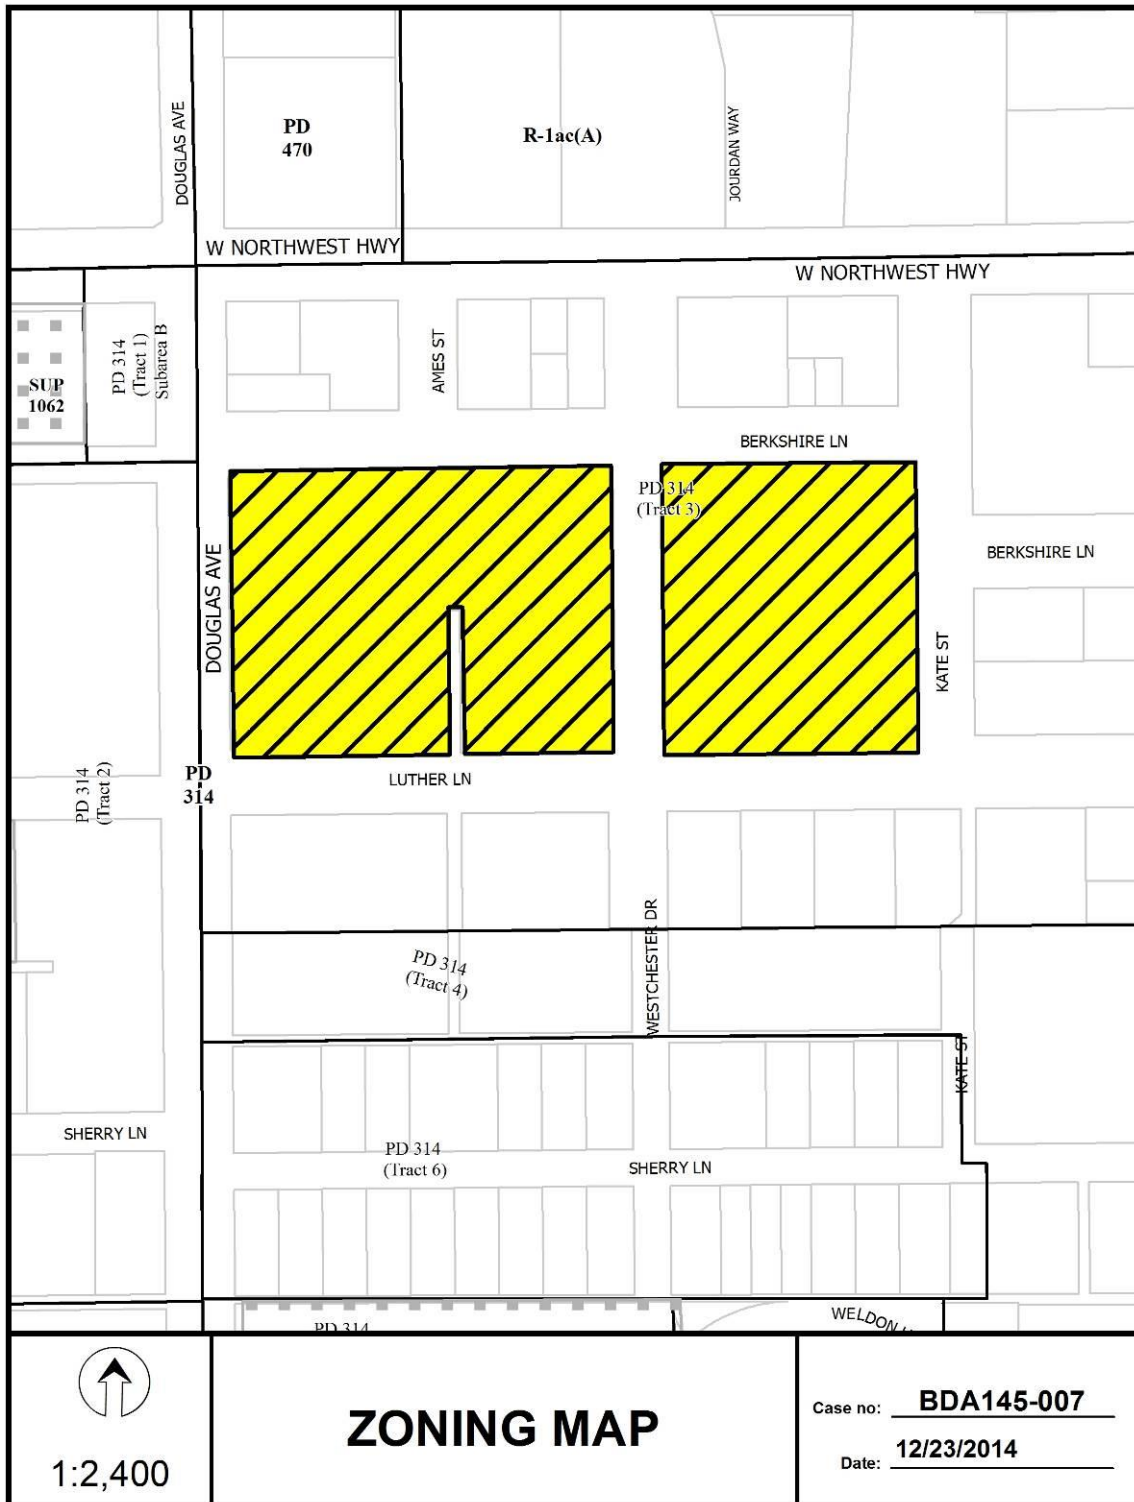 DOUGLAS AVE
PD
470
R-1ac(A)
JOURDAN WAY
W NORTHWEST HWY
W NORTHWEST HWY
SUP
1062
PD 314
(Tract 1)
Subarea B
AMES ST
BERKSHIRE LN
PD 314
(Tract 3)
DOUGLAS AVE
BERKSHIRE LN
KATE ST
PD 314
(Tract 2)
PD
314
LUTHER LN
WESTCHESTER DR
PD 314
(Tract 4)
KATE ST
SHERRY LN
PD 314
(Tract 6)
SHERRY LN
PD 314
WELDON
1:2,400
ZONING MAP
Case no: BDA145-007
Date: 12/23/2014